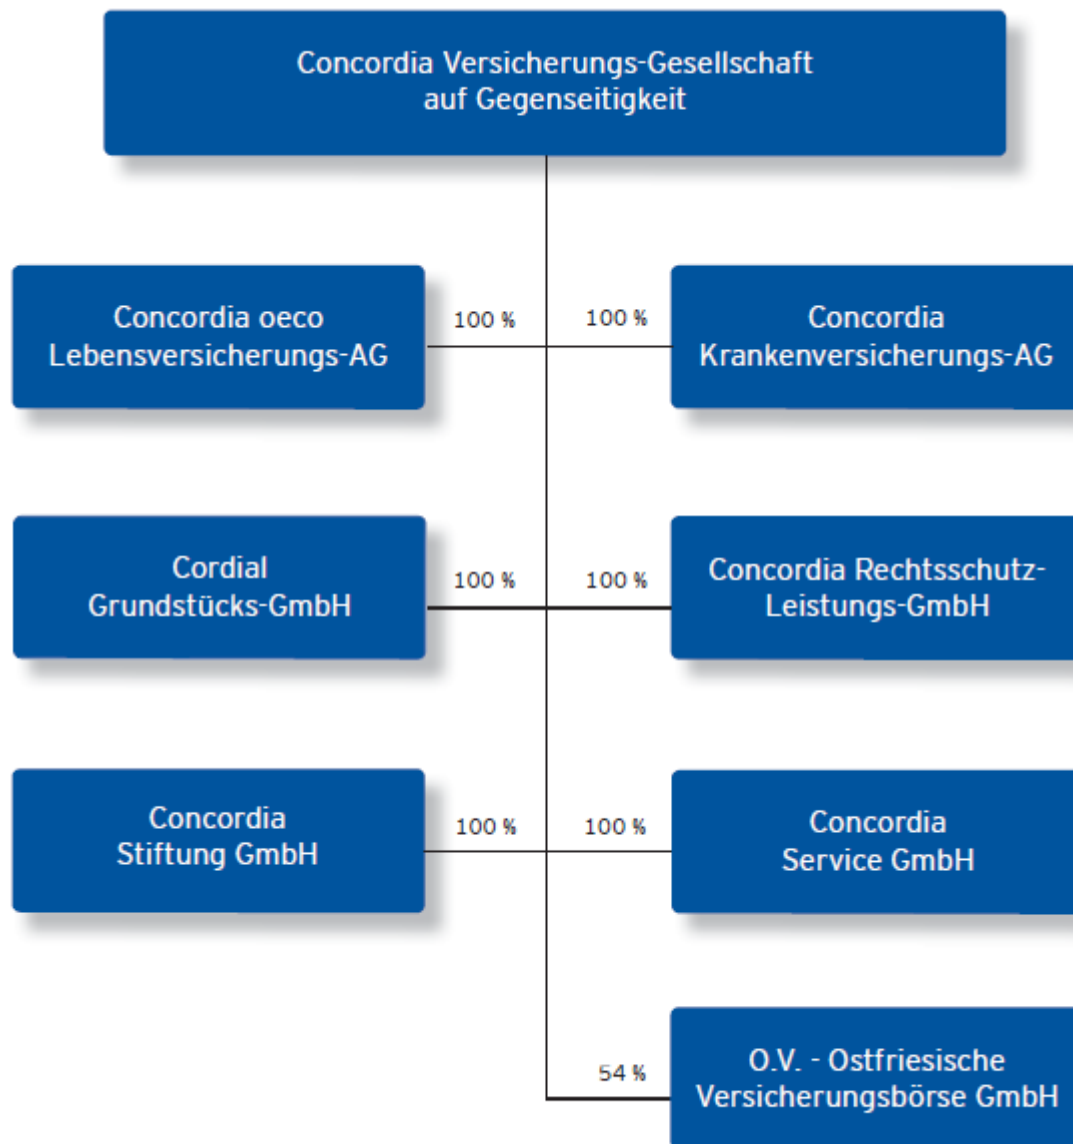 Concordia Versicherungs-Gesellschaft
auf Gegenseitigkeit
Concordia oeco
Lebensversicherungs-AG
100 %
100 %
Concordia
Krankenversicherungs-AG
Cordial
Grundstücks-GmbH
100 %
100 %
Concordia Rechtsschutz-
Leistungs-GmbH
Concordia
Stiftung GmbH
100 %
100 %
Concordia
Service GmbH
54 %
O.V. - Ostfriesische
Versicherungsbörse GmbH